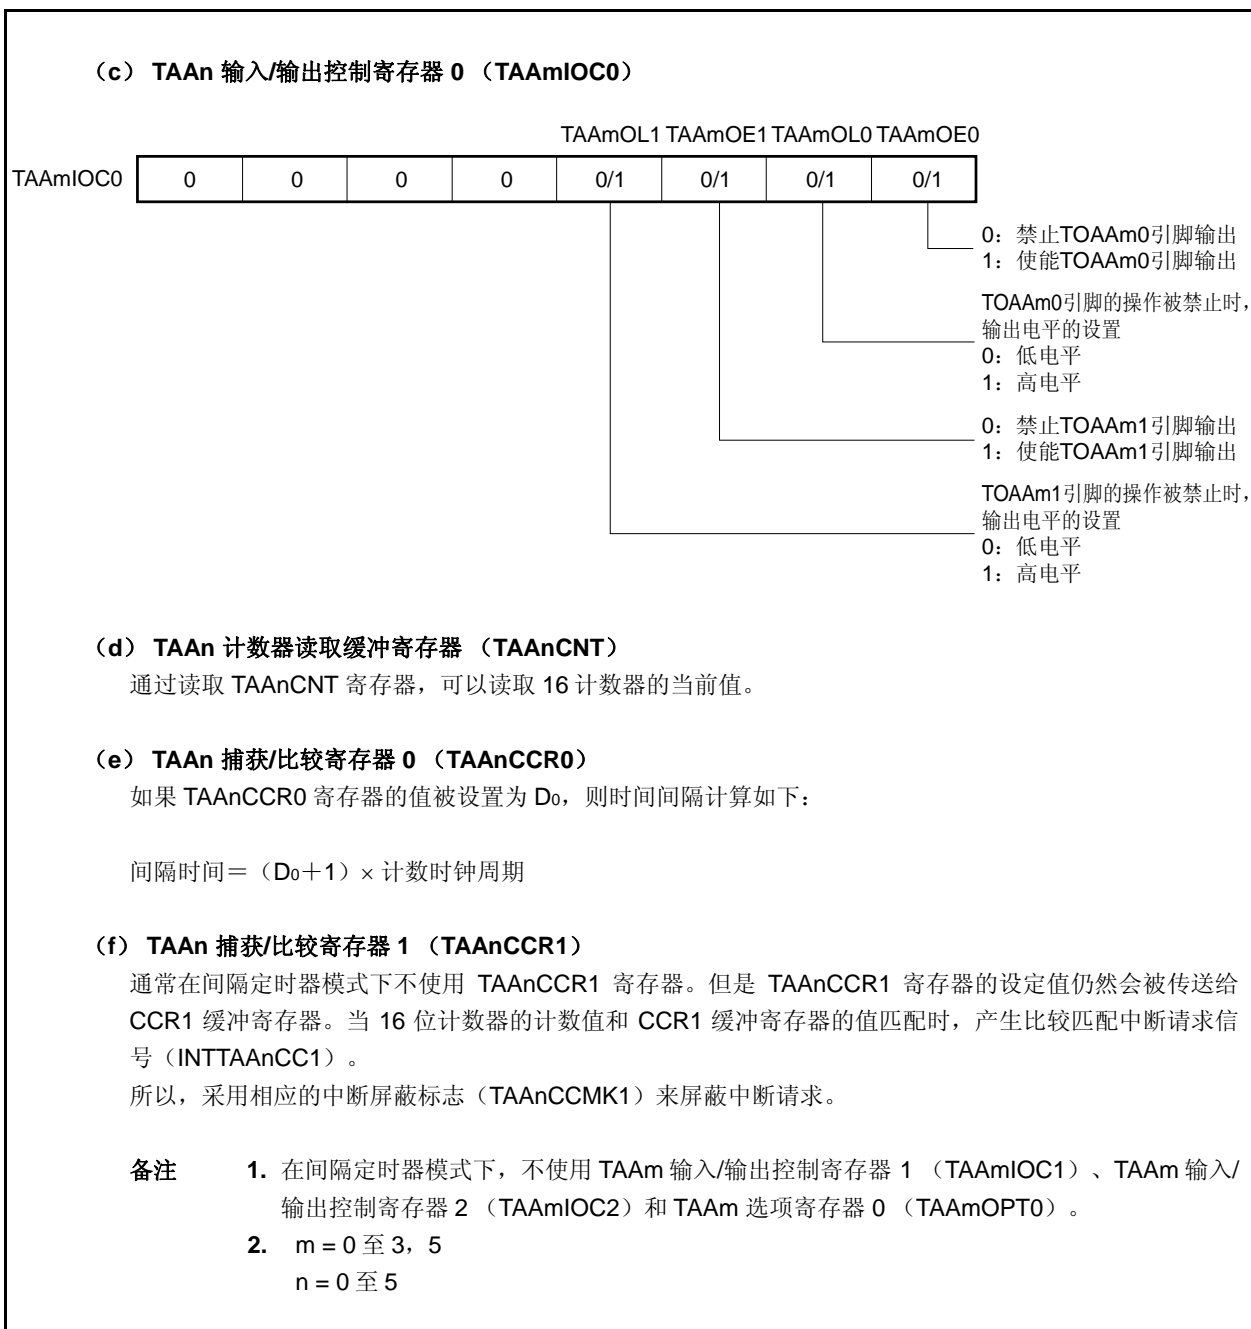 （c） TAAn 输入/输出控制寄存器 0 （TAAmIOC0）
TAAmOL1 TAAmOE1 TAAmOL0 TAAmOE0
TAAmIOC0 0 0 0 0 0/1 0/1 0/1 0/1
0：禁止TOAAm0引脚输出
1：使能TOAAm0引脚输出
TOAAm0引脚的操作被禁止时，
输出电平的设置
0：低电平
1：高电平
0：禁止TOAAm1引脚输出
1：使能TOAAm1引脚输出
TOAAm1引脚的操作被禁止时，
输出电平的设置
0：低电平
1：高电平
（d） TAAn 计数器读取缓冲寄存器 （TAAnCNT）
通过读取 TAAnCNT 寄存器，可以读取 16 计数器的当前值。
（e） TAAn 捕获/比较寄存器 0 （TAAnCCR0）
如果 TAAnCCR0 寄存器的值被设置为 D0，则时间间隔计算如下：
间隔时间＝（D0＋1）× 计数时钟周期
（f） TAAn 捕获/比较寄存器 1 （TAAnCCR1）
通常在间隔定时器模式下不使用 TAAnCCR1 寄存器。但是 TAAnCCR1 寄存器的设定值仍然会被传送给
CCR1 缓冲寄存器。当 16 位计数器的计数值和 CCR1 缓冲寄存器的值匹配时，产生比较匹配中断请求信
号（INTTAAnCC1）。
所以，采用相应的中断屏蔽标志（TAAnCCMK1）来屏蔽中断请求。
备注 1. 在间隔定时器模式下，不使用 TAAm 输入/输出控制寄存器 1 （TAAmIOC1）、TAAm 输入/
输出控制寄存器 2 （TAAmIOC2）和 TAAm 选项寄存器 0 （TAAmOPT0）。
2. m = 0 至 3，5
n = 0 至 5